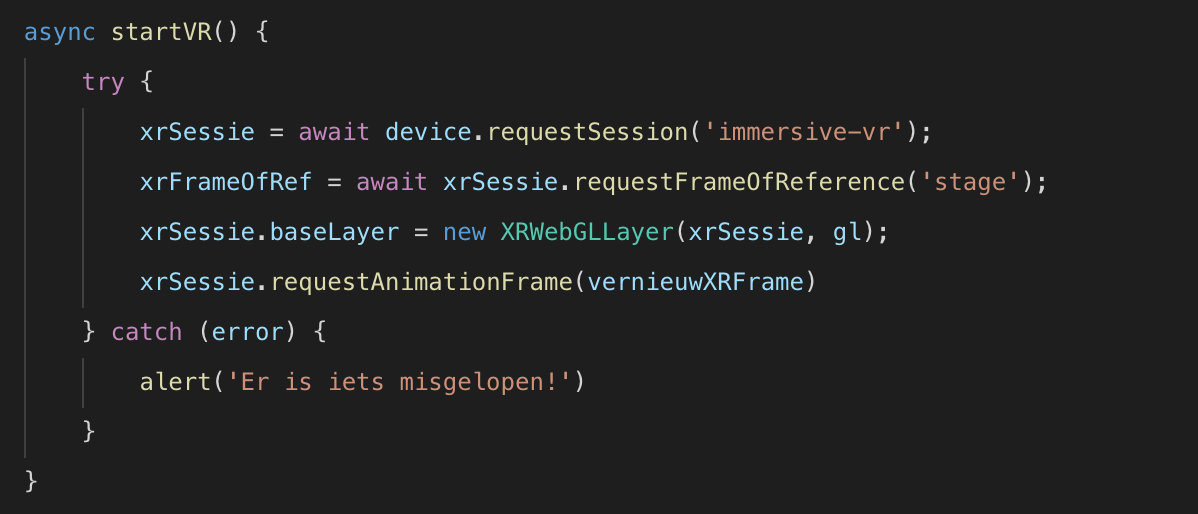 async startVR() {
try {
xrSessie = await device.requestSession('immersive-vr');
xrFrameOfRef = await xrSessie.requestFrameOfReference('stage');
xrSessie.baseLayer = new XRWebGLLayer(xrSessie, gl);
xrSessie.requestAnimationFrame(vernieuwXRFrame)
} catch (error) {
alert('Er is iets misgelopen!')
}
}